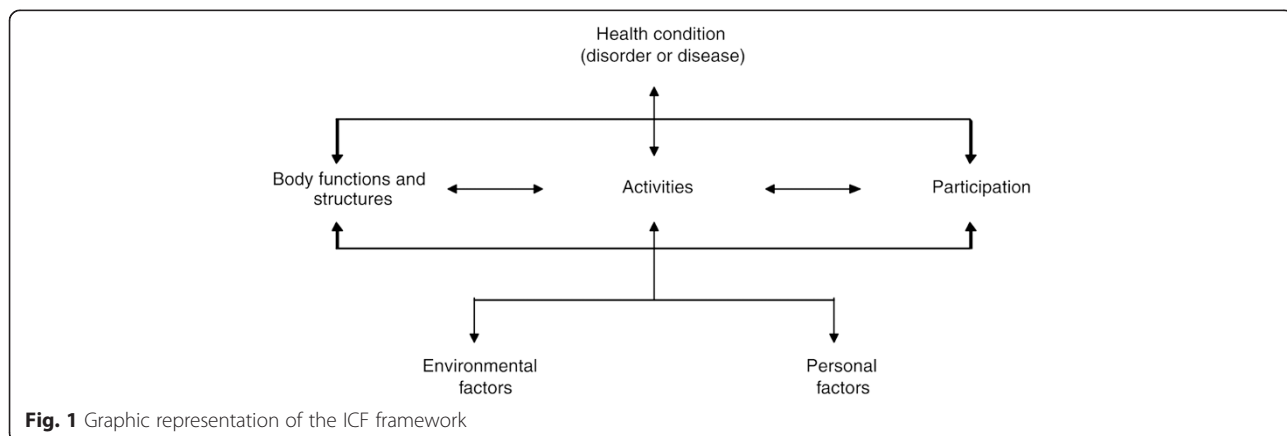 Health condition
(disorder or disease)
Body functions and
structures
Activities
Participation
Environmental
factors
Personal
factors
Fig. 1 Graphic representation of the ICF framework